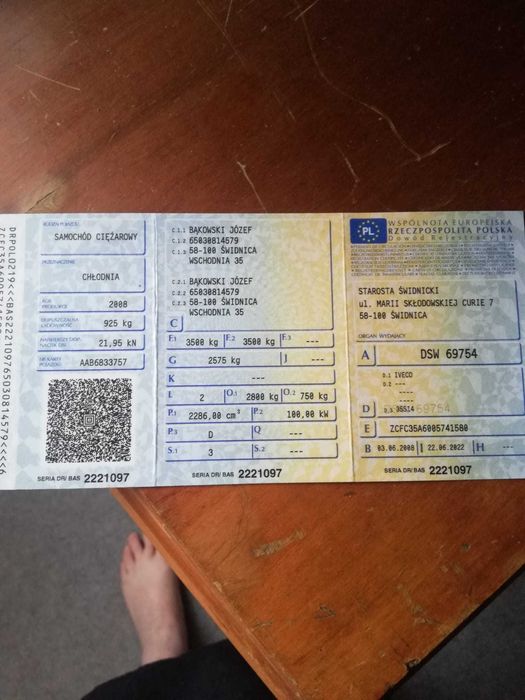 RODZAJ POJAZDU
SAMOCHÓD CIĘŻAROWY
PRZEZNACZENIE
CHŁODNIA
ROK PRODUKCJI
2008
DOPUSZCZALNA ŁADOWNOŚĆ
925 kg
NAJWIĘKSZY DOP. NACISK OSI
21,95 kN
NR KARTY POJAZDU
AAB6833757
SERIA DR/ BAS 2221097
C.1.1 BĄKOWSKI JÓZEF
C.1.2 65030814579
C.1.3 58-100 ŚWIDNICA
WSCHODNIA 35
C.2.1 BĄKOWSKI JÓZEF
C.2.2 65030814579
C.2.3 58-100 ŚWIDNICA
WSCHODNIA 35
C
F.1 3500 kg F.2 3500 kg F.3 ---
G 2575 kg J ---
K ---
L 2 O.1 2800 kg O.2 750 kg
P.1 2286,00 cm³ P.2 100,00 kW
P.3 D Q ---
S.1 3 S.2 ---
SERIA DR/ BAS 2221097
PL
WSPÓLNOTA EUROPEJSKA
RZECZPOSPOLITA POLSKA
Dowód Rejestracyjny
STAROSTA ŚWIDNICKI
ul. MARII SKŁODOWSKIEJ CURIE 7
58-100 ŚWIDNICA
ORGAN WYDAJĄCY
A DSW 69754
D.1 IVECO
D.2 ---
----
----
D D.3 35S14
E ZCFC35A6005741580
B 03.06.2008 I 22.06.2022 H ---
SERIA DR/ BAS 2221097